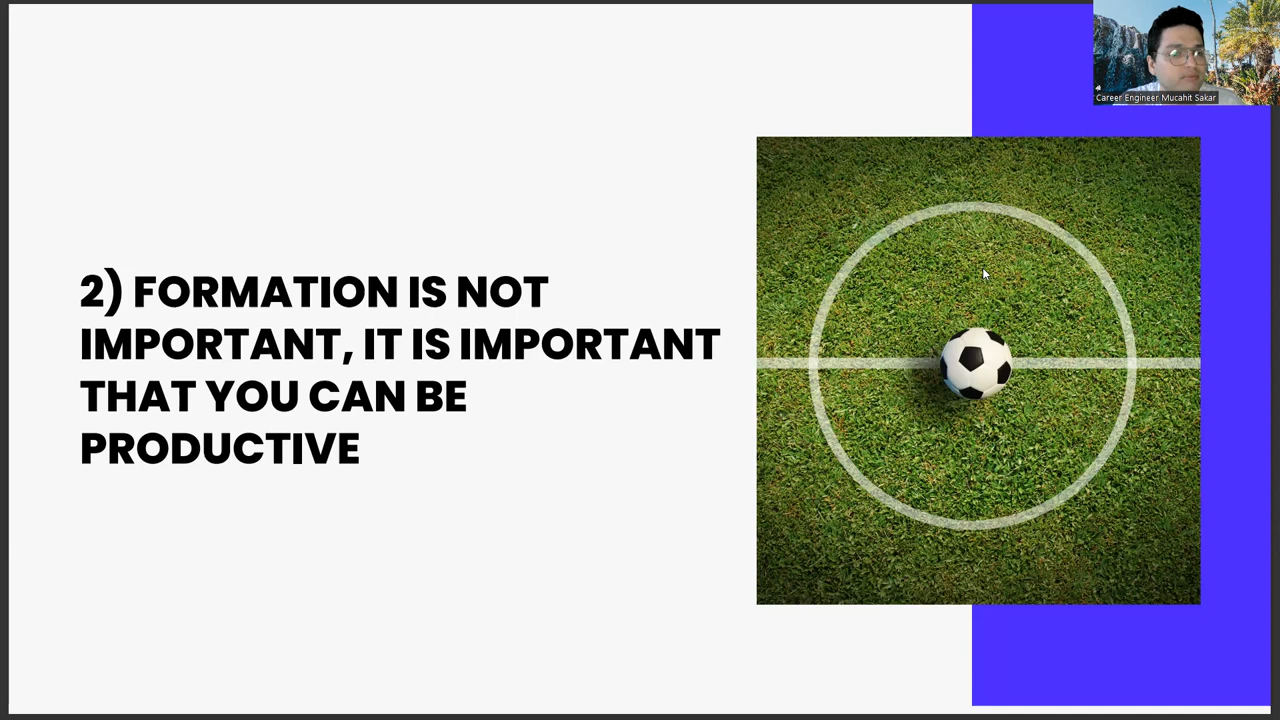 Career Engineer Mucahit Sakar
2) FORMATION IS NOT
IMPORTANT, IT IS IMPORTANT
THAT YOU CAN BE
PRODUCTIVE